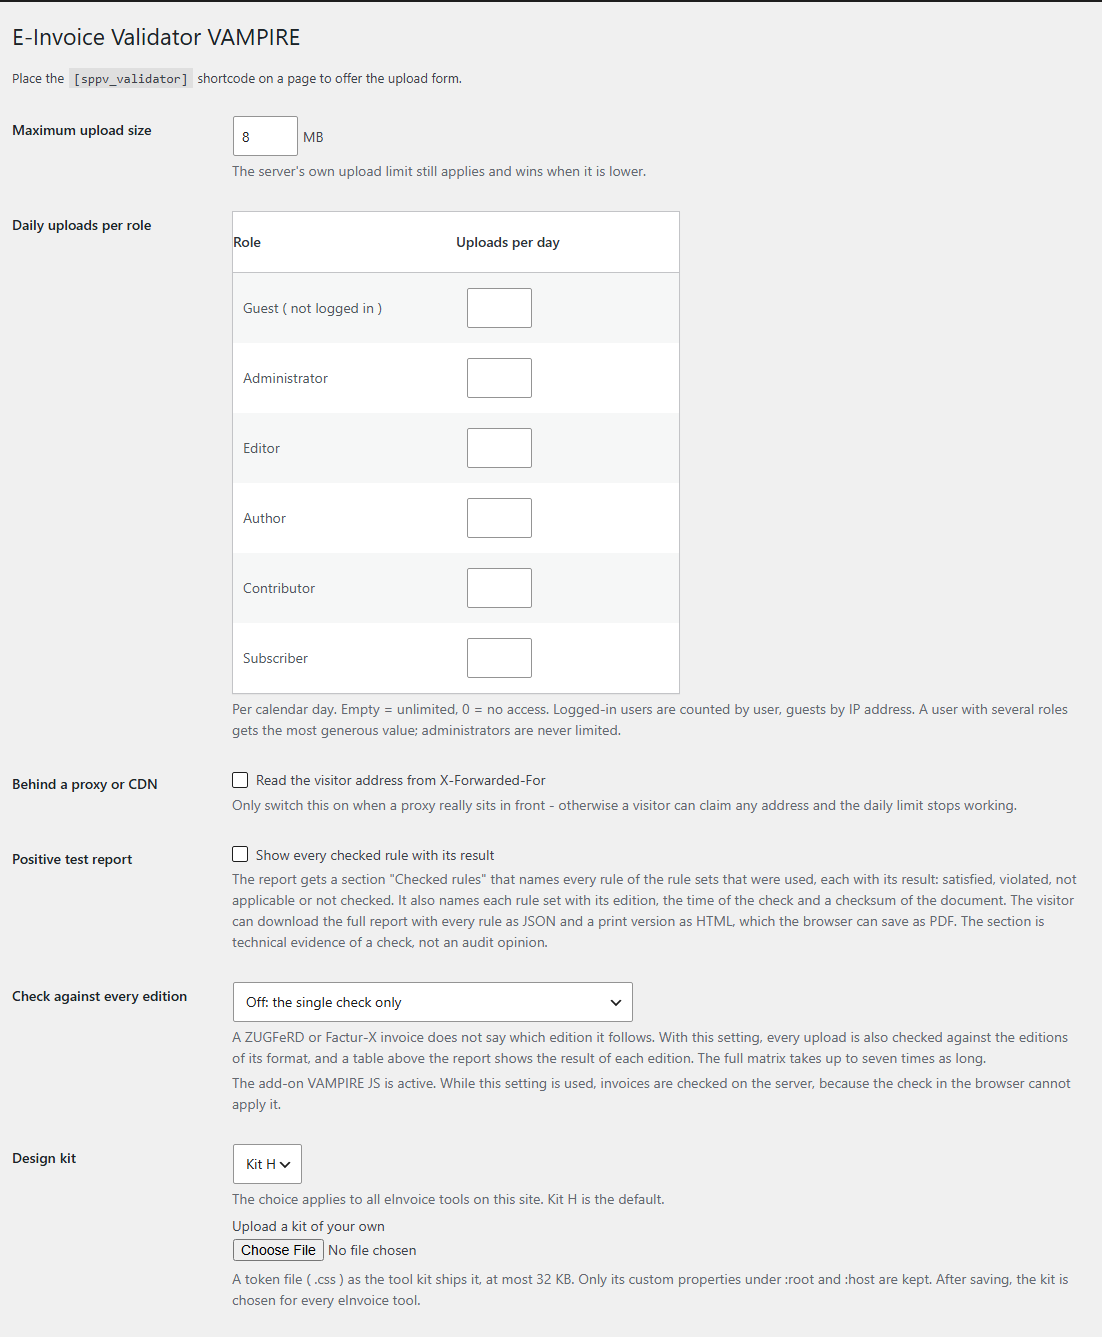 E-Invoice Validator VAMPIRE
Place the [sppv_validator] shortcode on a page to offer the upload form.
Maximum upload size
8 MB
The server's own upload limit still applies and wins when it is lower.
Daily uploads per role
Role Uploads per day
Guest ( not logged in )
Administrator
Editor
Author
Contributor
Subscriber
Per calendar day. Empty = unlimited, 0 = no access. Logged-in users are counted by user, guests by IP address. A user with several roles
gets the most generous value; administrators are never limited.
Behind a proxy or CDN
Read the visitor address from X-Forwarded-For
Only switch this on when a proxy really sits in front - otherwise a visitor can claim any address and the daily limit stops working.
Positive test report
Show every checked rule with its result
The report gets a section "Checked rules" that names every rule of the rule sets that were used, each with its result: satisfied, violated, not
applicable or not checked. It also names each rule set with its edition, the time of the check and a checksum of the document. The visitor
can download the full report with every rule as JSON and a print version as HTML, which the browser can save as PDF. The section is
technical evidence of a check, not an audit opinion.
Check against every edition
Off: the single check only
A ZUGFeRD or Factur-X invoice does not say which edition it follows. With this setting, every upload is also checked against the editions
of its format, and a table above the report shows the result of each edition. The full matrix takes up to seven times as long.
The add-on VAMPIRE JS is active. While this setting is used, invoices are checked on the server, because the check in the browser cannot
apply it.
Design kit
Kit H
The choice applies to all eInvoice tools on this site. Kit H is the default.
Upload a kit of your own
Choose File No file chosen
A token file ( .css ) as the tool kit ships it, at most 32 KB. Only its custom properties under :root and :host are kept. After saving, the kit is
chosen for every eInvoice tool.